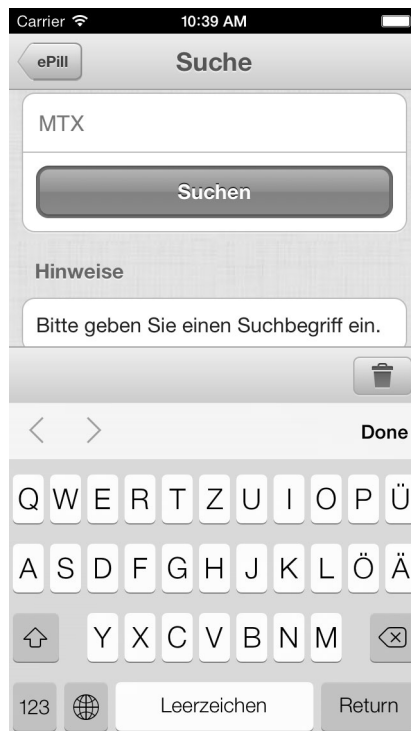 Carrier 10:39 AM
ePill Suche
MTX
Suchen
Hinweise
Bitte geben Sie einen Suchbegriff ein.
Done
Q W E R T Z U I O P Ü
A S D F G H J K L Ö Ä
Y X C V B N M
123 Leerzeichen Return